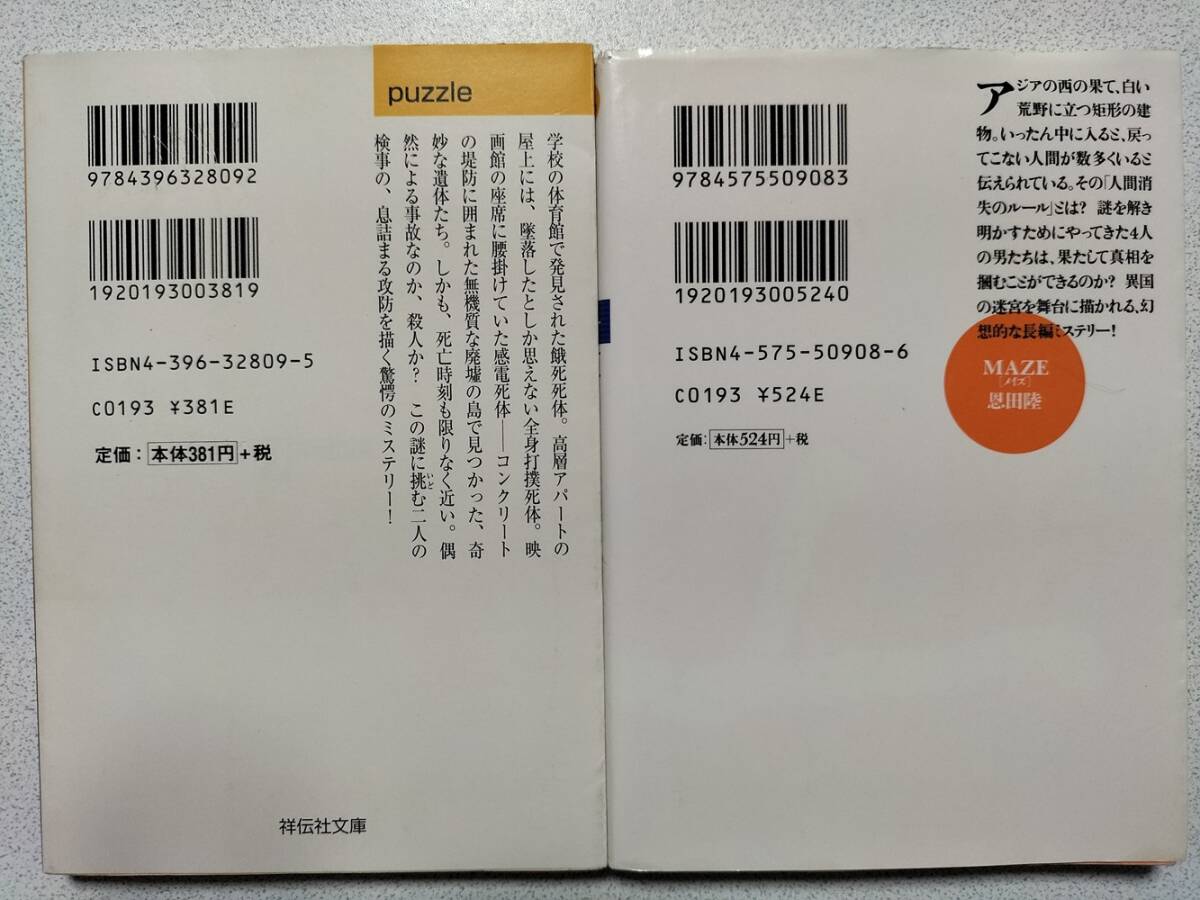 puzzle
9784396328092
1920193003819
ISBN4-396-32809-5
C0193 ¥381E
定価：本体381円+税
学校の体育館で発見された餓死死体。高層アパートの
屋上には、墜落したとしか思えない全身打撲死体。映
画館の座席に腰掛けていた感電死体──コンクリート
の堤防に囲まれた無機質な廃墟の島で見つかった、奇
妙な遺体たち。しかも、死亡時刻も限りなく近い。偶
然による事故なのか、殺人か？この謎に挑いどむ二人の
検事の、息詰まる攻防を描く驚愕のミステリー！
祥伝社文庫
9784575509083
1920193005240
ISBN4-575-50908-6
C0193 ¥524E
定価：本体524円+税
アジアの西の果て、白い
荒野に立つ矩形の建
物。いったん中に入ると、戻っ
てこない人間が数多くいると
伝えられている。その「人間消
失のルール」とは？謎を解き
明かすためにやってきた4人
の男たちは、果たして真相を
掴むことができるのか？異国
の迷宮を舞台に描かれる、幻
想的な長編ミステリー！
MAZE
［メイズ］
恩田陸